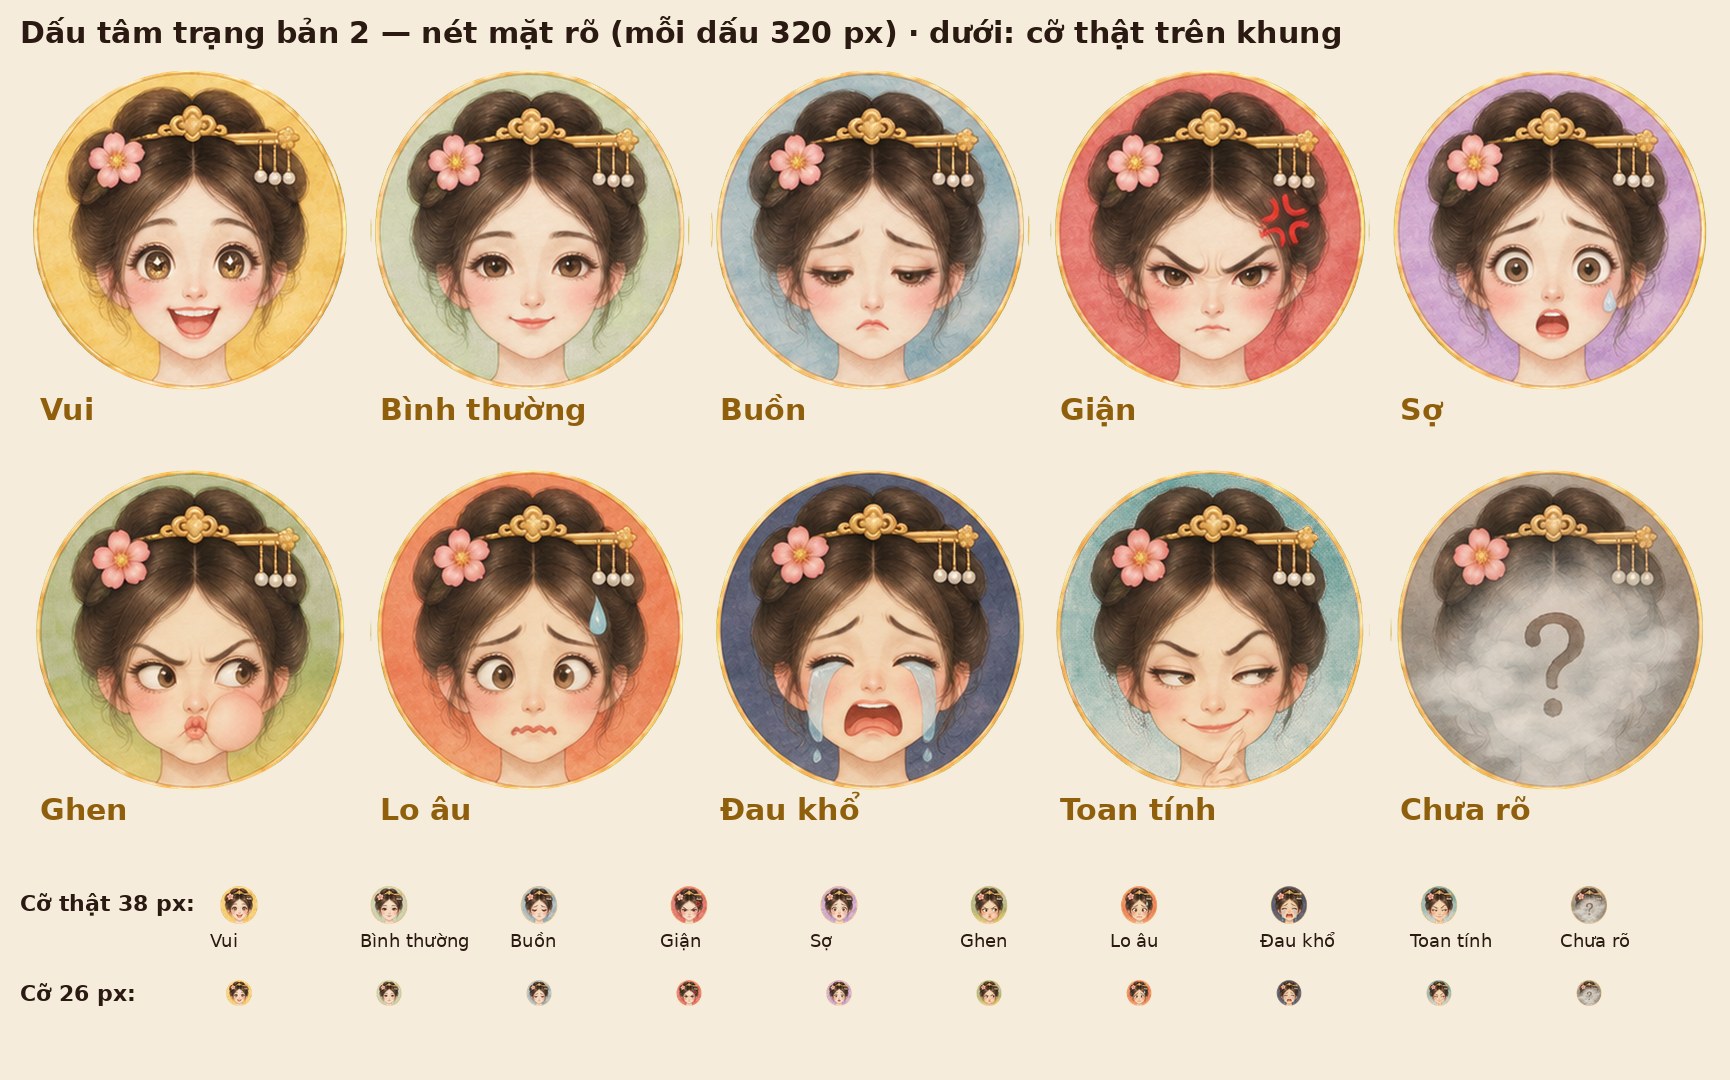 Dấu tâm trạng bản 2 — nét mặt rõ (mỗi dấu 320 px) · dưới: cỡ thật trên khung
Vui Bình thường Buồn Giận Sợ
?
Ghen Lo âu Đau khổ Toan tính Chưa rõ
Cỡ thật 38 px:
Vui Bình thường Buồn Giận Sợ Ghen Lo âu Đau khổ Toan tính Chưa rõ
Cỡ 26 px: